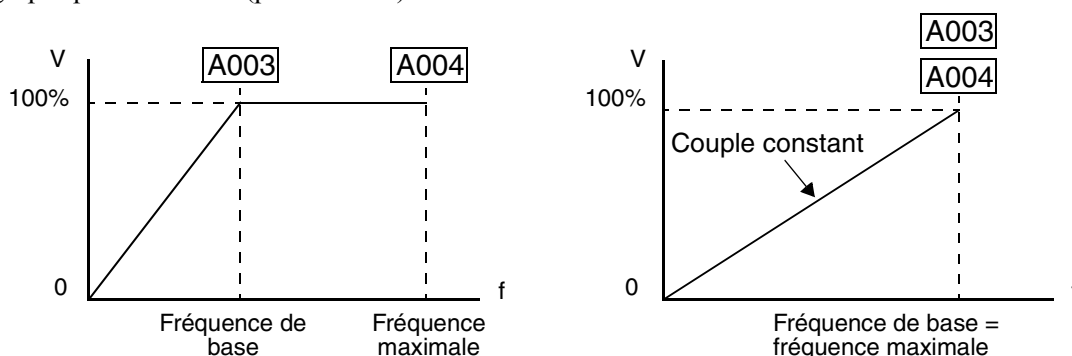 V
A003
A004
100%
0
f
Fréquence de
base
Fréquence
maximale
A003
A004
V
100%
Couple constant
0
Fréquence de base =
fréquence maximale